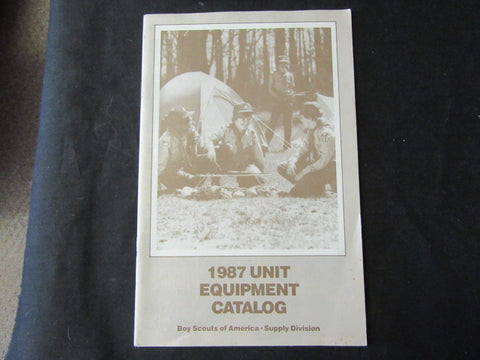 1987 UNIT
EQUIPMENT
CATALOG
Boy Scouts of America • Supply Division